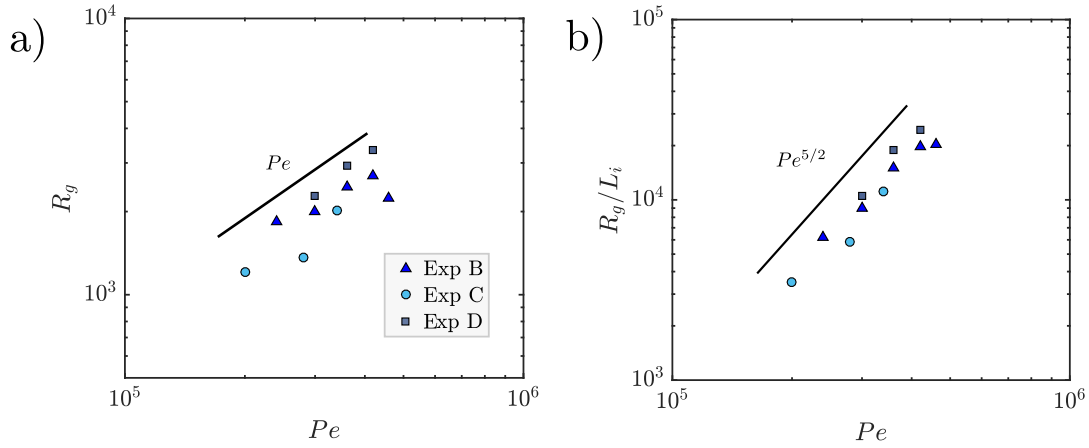 a)
10^4
10^3
R_g
Pe
10^5
10^6
Pe
Exp B
Exp C
Exp D
b)
10^5
10^4
10^3
R_g/L_i
Pe^{5/2}
10^5
10^6
Pe